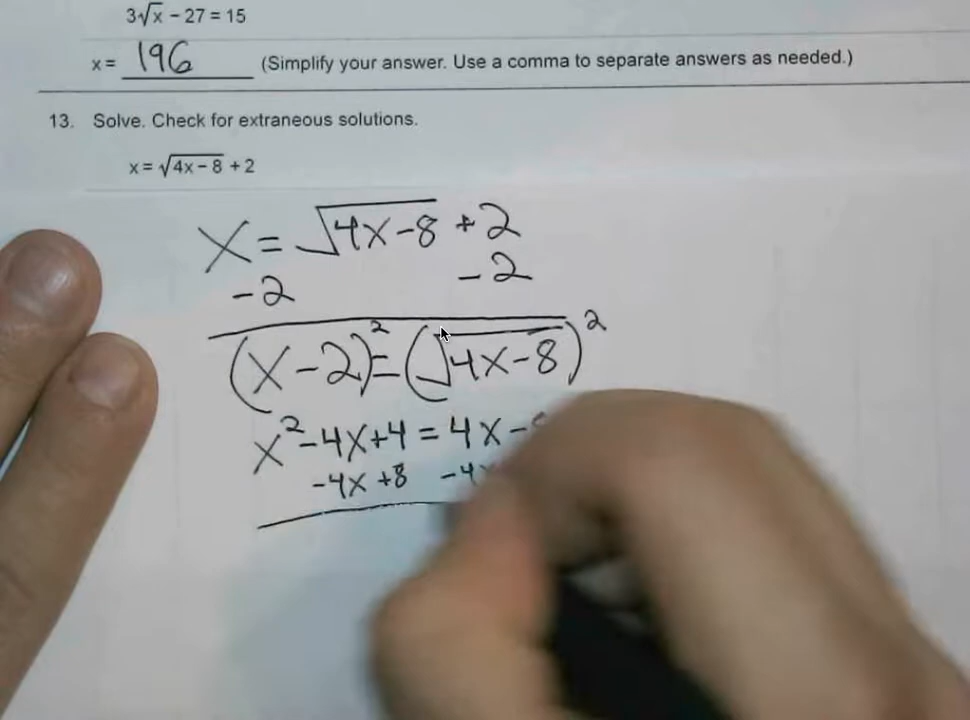 3√x − 27 = 15
x = 196 (Simplify your answer. Use a comma to separate answers as needed.)
13. Solve. Check for extraneous solutions.
x = √4x − 8 + 2
x = √4x-8 + 2
-2 -2
(x-2)² = (√4x-8)²
x²-4x+4 = 4x-
-4x +8 -4x